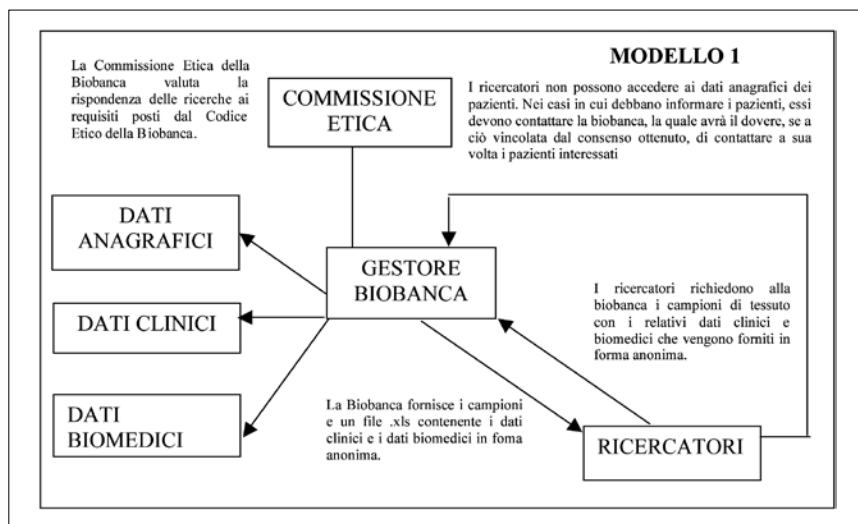 MODELLO 1
La Commissione Etica della
Biobanca valuta la
rispondenza delle ricerche ai
requisiti posti dal Codice
Etico della Biobanca.
COMMISSIONE
ETICA
I ricercatori non possono accedere ai dati anagrafici dei
pazienti. Nei casi in cui debbano informare i pazienti, essi
devono contattare la biobanca, la quale avrà il dovere, se a
ciò vincolata dal consenso ottenuto, di contattare a sua
volta i pazienti interessati
DATI
ANAGRAFICI
GESTORE
BIOBANCA
DATI CLINICI
I ricercatori richiedono alla
biobanca i campioni di tessuto
con i relativi dati clinici e
biomedici che vengono forniti in
forma anonima.
DATI
BIOMEDICI
La Biobanca fornisce i campioni
e un file .xls contenente i dati
clinici e i dati biomedici in foma
anonima.
RICERCATORI